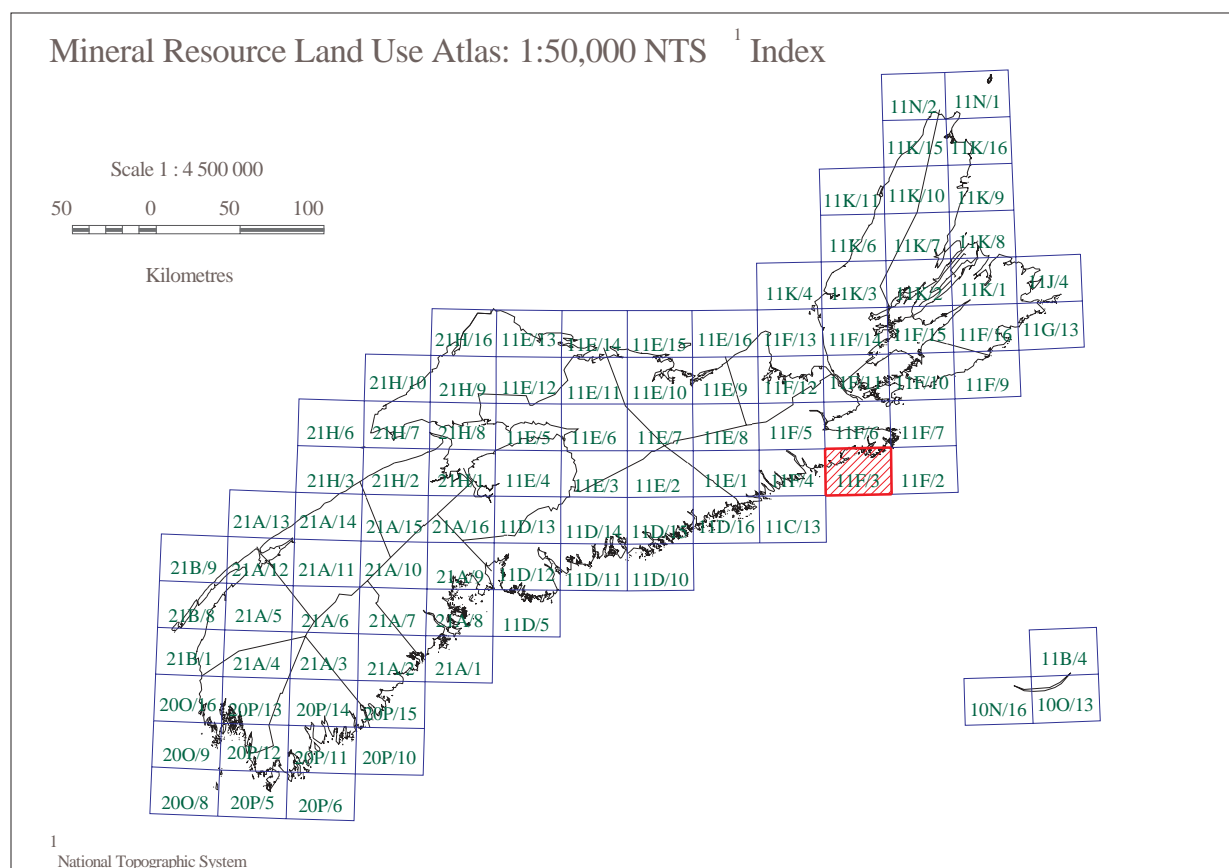 Mineral Resource Land Use Atlas: 1:50,000 NTS 1 Index
Scale 1 : 4 500 000
50 0 50 100
Kilometres
11N/2 11N/1
11K/15 11K/16
11K/11 11K/10 11K/9
11K/6 11K/7 11K/8
11K/4 11K/3 11K/2 11K/1 11J/4
21H/16 11E/13 11E/14 11E/15 11E/16 11F/13 11F/14 11F/15 11F/16 11G/13
21H/10 21H/9 11E/12 11E/11 11E/10 11E/9 11F/12 11F/11 11F/10 11F/9
21H/6 21H/7 21H/8 11E/5 11E/6 11E/7 11E/8 11F/5 11F/6 11F/7
21H/3 21H/2 21H/1 11E/4 11E/3 11E/2 11E/1 11F/4 11F/3 11F/2
21A/13 21A/14 21A/15 21A/16 11D/13 11D/14 11D/15 11D/16 11C/13
21B/9 21A/12 21A/11 21A/10 21A/9 11D/12 11D/11 11D/10
21B/8 21A/5 21A/6 21A/7 21A/8 11D/5
21B/1 21A/4 21A/3 21A/2 21A/1 11B/4
20O/16 20P/13 20P/14 20P/15 10N/16 10O/13
20O/9 20P/12 20P/11 20P/10
20O/8 20P/5 20P/6
1
National Topographic System